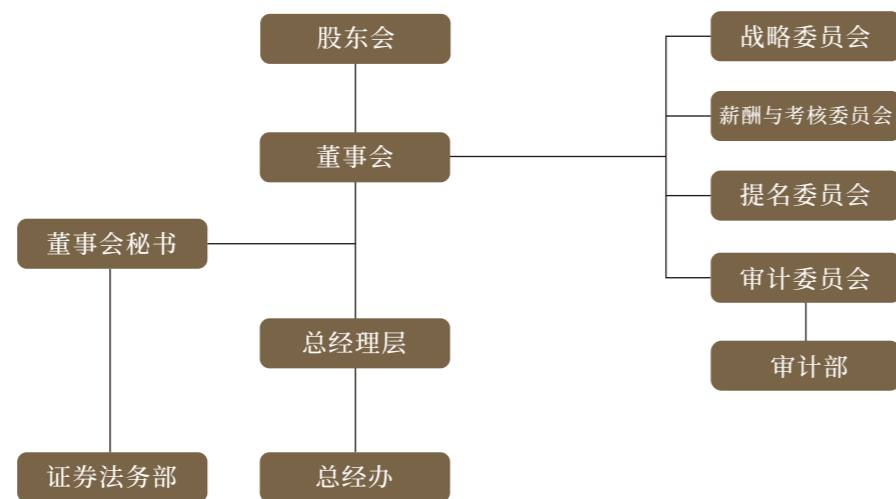 股东会
战略委员会
薪酬与考核委员会
董事会
提名委员会
董事会秘书
审计委员会
总经理层
审计部
证券法务部
总经办